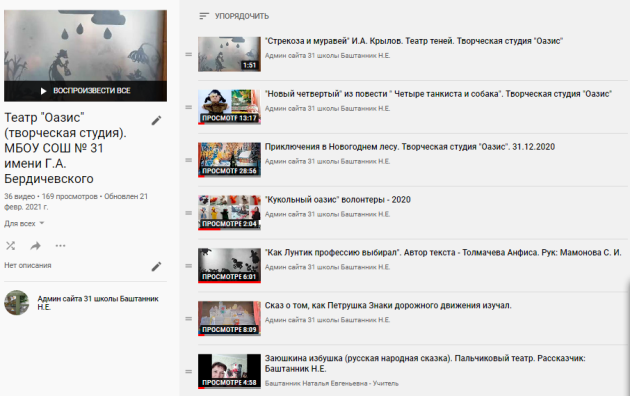 ВОСПРОИЗВЕСТИ ВСЕ
Театр "Оазис"
(творческая студия).
МБОУ СОШ № 31
имени Г.А.
Бердичевского
36 видео • 169 просмотров • Обновлен 21
февр. 2021 г.
Для всех
Нет описания
Админ сайта 31 школы Баштанник
Н.Е.
УПОРЯДОЧИТЬ
"Стрекоза и муравей" И.А. Крылов. Театр теней. Творческая студия "Оазис"
Админ сайта 31 школы Баштанник Н.Е.
1:51
"Новый четвертый" из повести " Четыре танкиста и собака". Творческая студия "Оазис"
Админ сайта 31 школы Баштанник Н.Е.
ПРОСМОТР 13:17
Приключения в Новогоднем лесу. Творческая студия "Оазис". 31.12.2020
Админ сайта 31 школы Баштанник Н.Е.
ПРОСМОТР 28:56
"Кукольный оазис" волонтеры - 2020
Админ сайта 31 школы Баштанник Н.Е.
ПРОСМОТРЕ 2:04
"Как Лунтик профессию выбирал". Автор текста - Толмачева Анфиса. Рук: Мамонова С. И.
Админ сайта 31 школы Баштанник Н.Е.
ПРОСМОТРЕ 6:01
Сказ о том, как Петрушка Знаки дорожного движения изучал.
Админ сайта 31 школы Баштанник Н.Е.
ПРОСМОТРЕ 8:09
Заюшкина избушка (русская народная сказка). Пальчиковый театр. Рассказчик:
Баштанник Н.Е.
Баштанник Наталья Евгеньевна - Учитель
ПРОСМОТРЕ 4:58